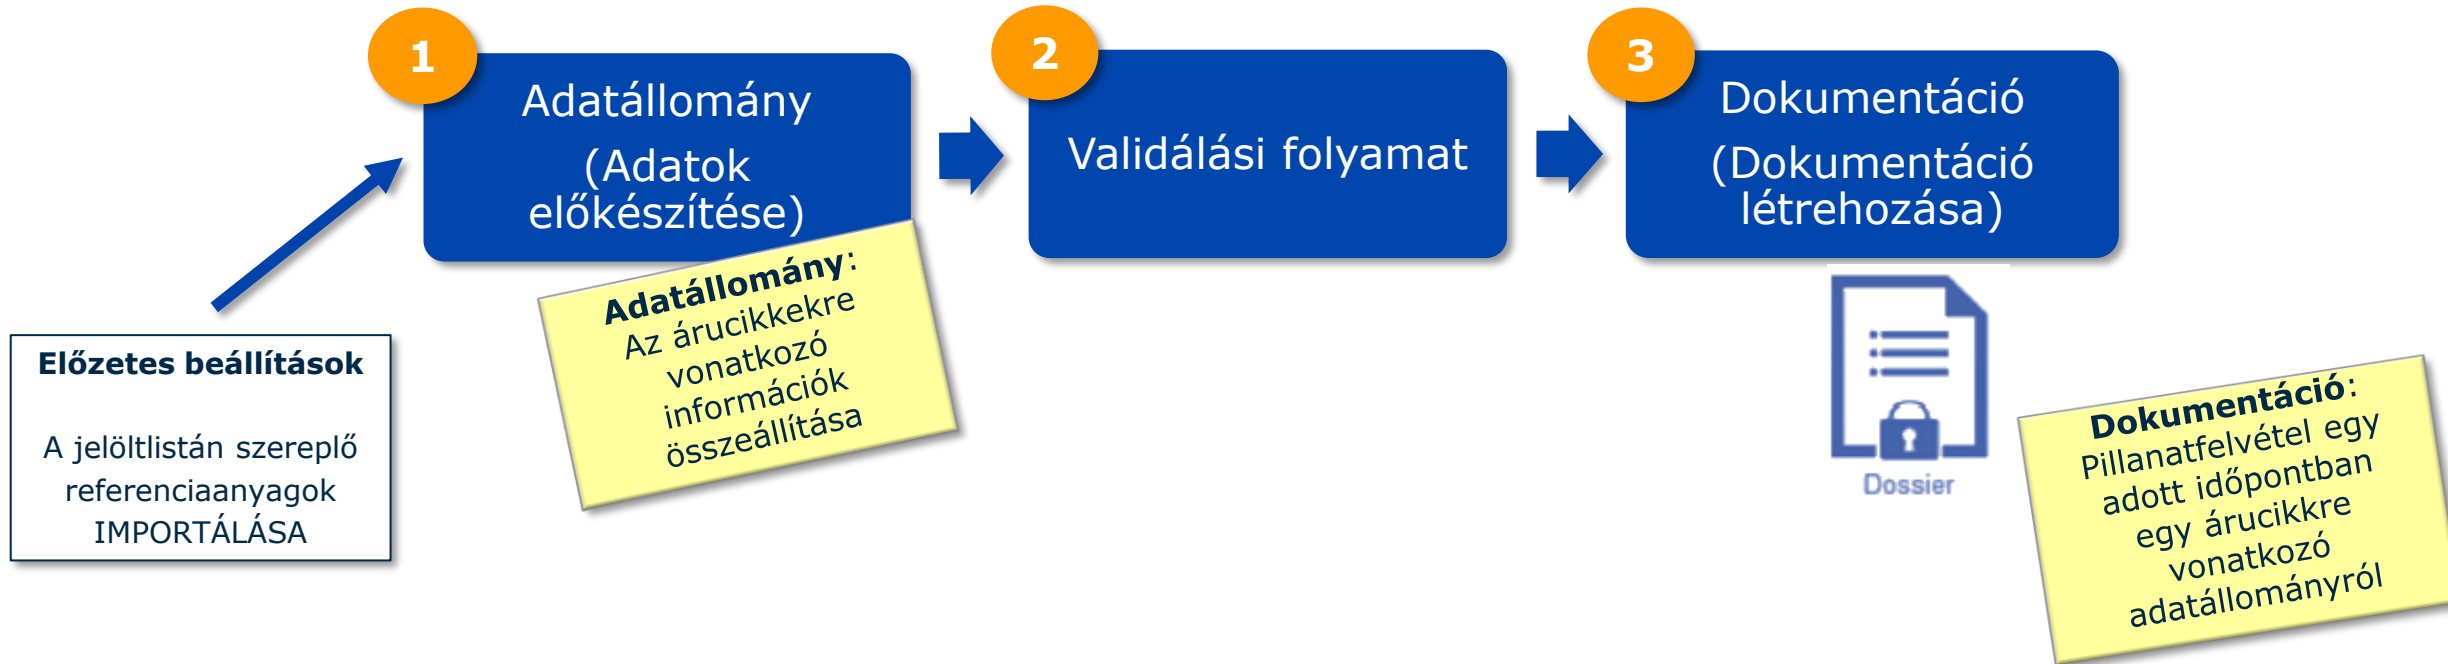 1
Adatállomány
(Adatok
előkészítése)
2
Validálási folyamat
3
Dokumentáció
(Dokumentáció
létrehozása)
Előzetes beállítások
A jelöltlistán szereplő
referenciaanyagok
IMPORTÁLÁSA
Adatállomány:
Az árucikkekre
vonatkozó
információk
összeállítása
Dossier
Dokumentáció:
Pillanatfelvétel egy
adott időpontban
egy árucikkre
vonatkozó
adatállományról